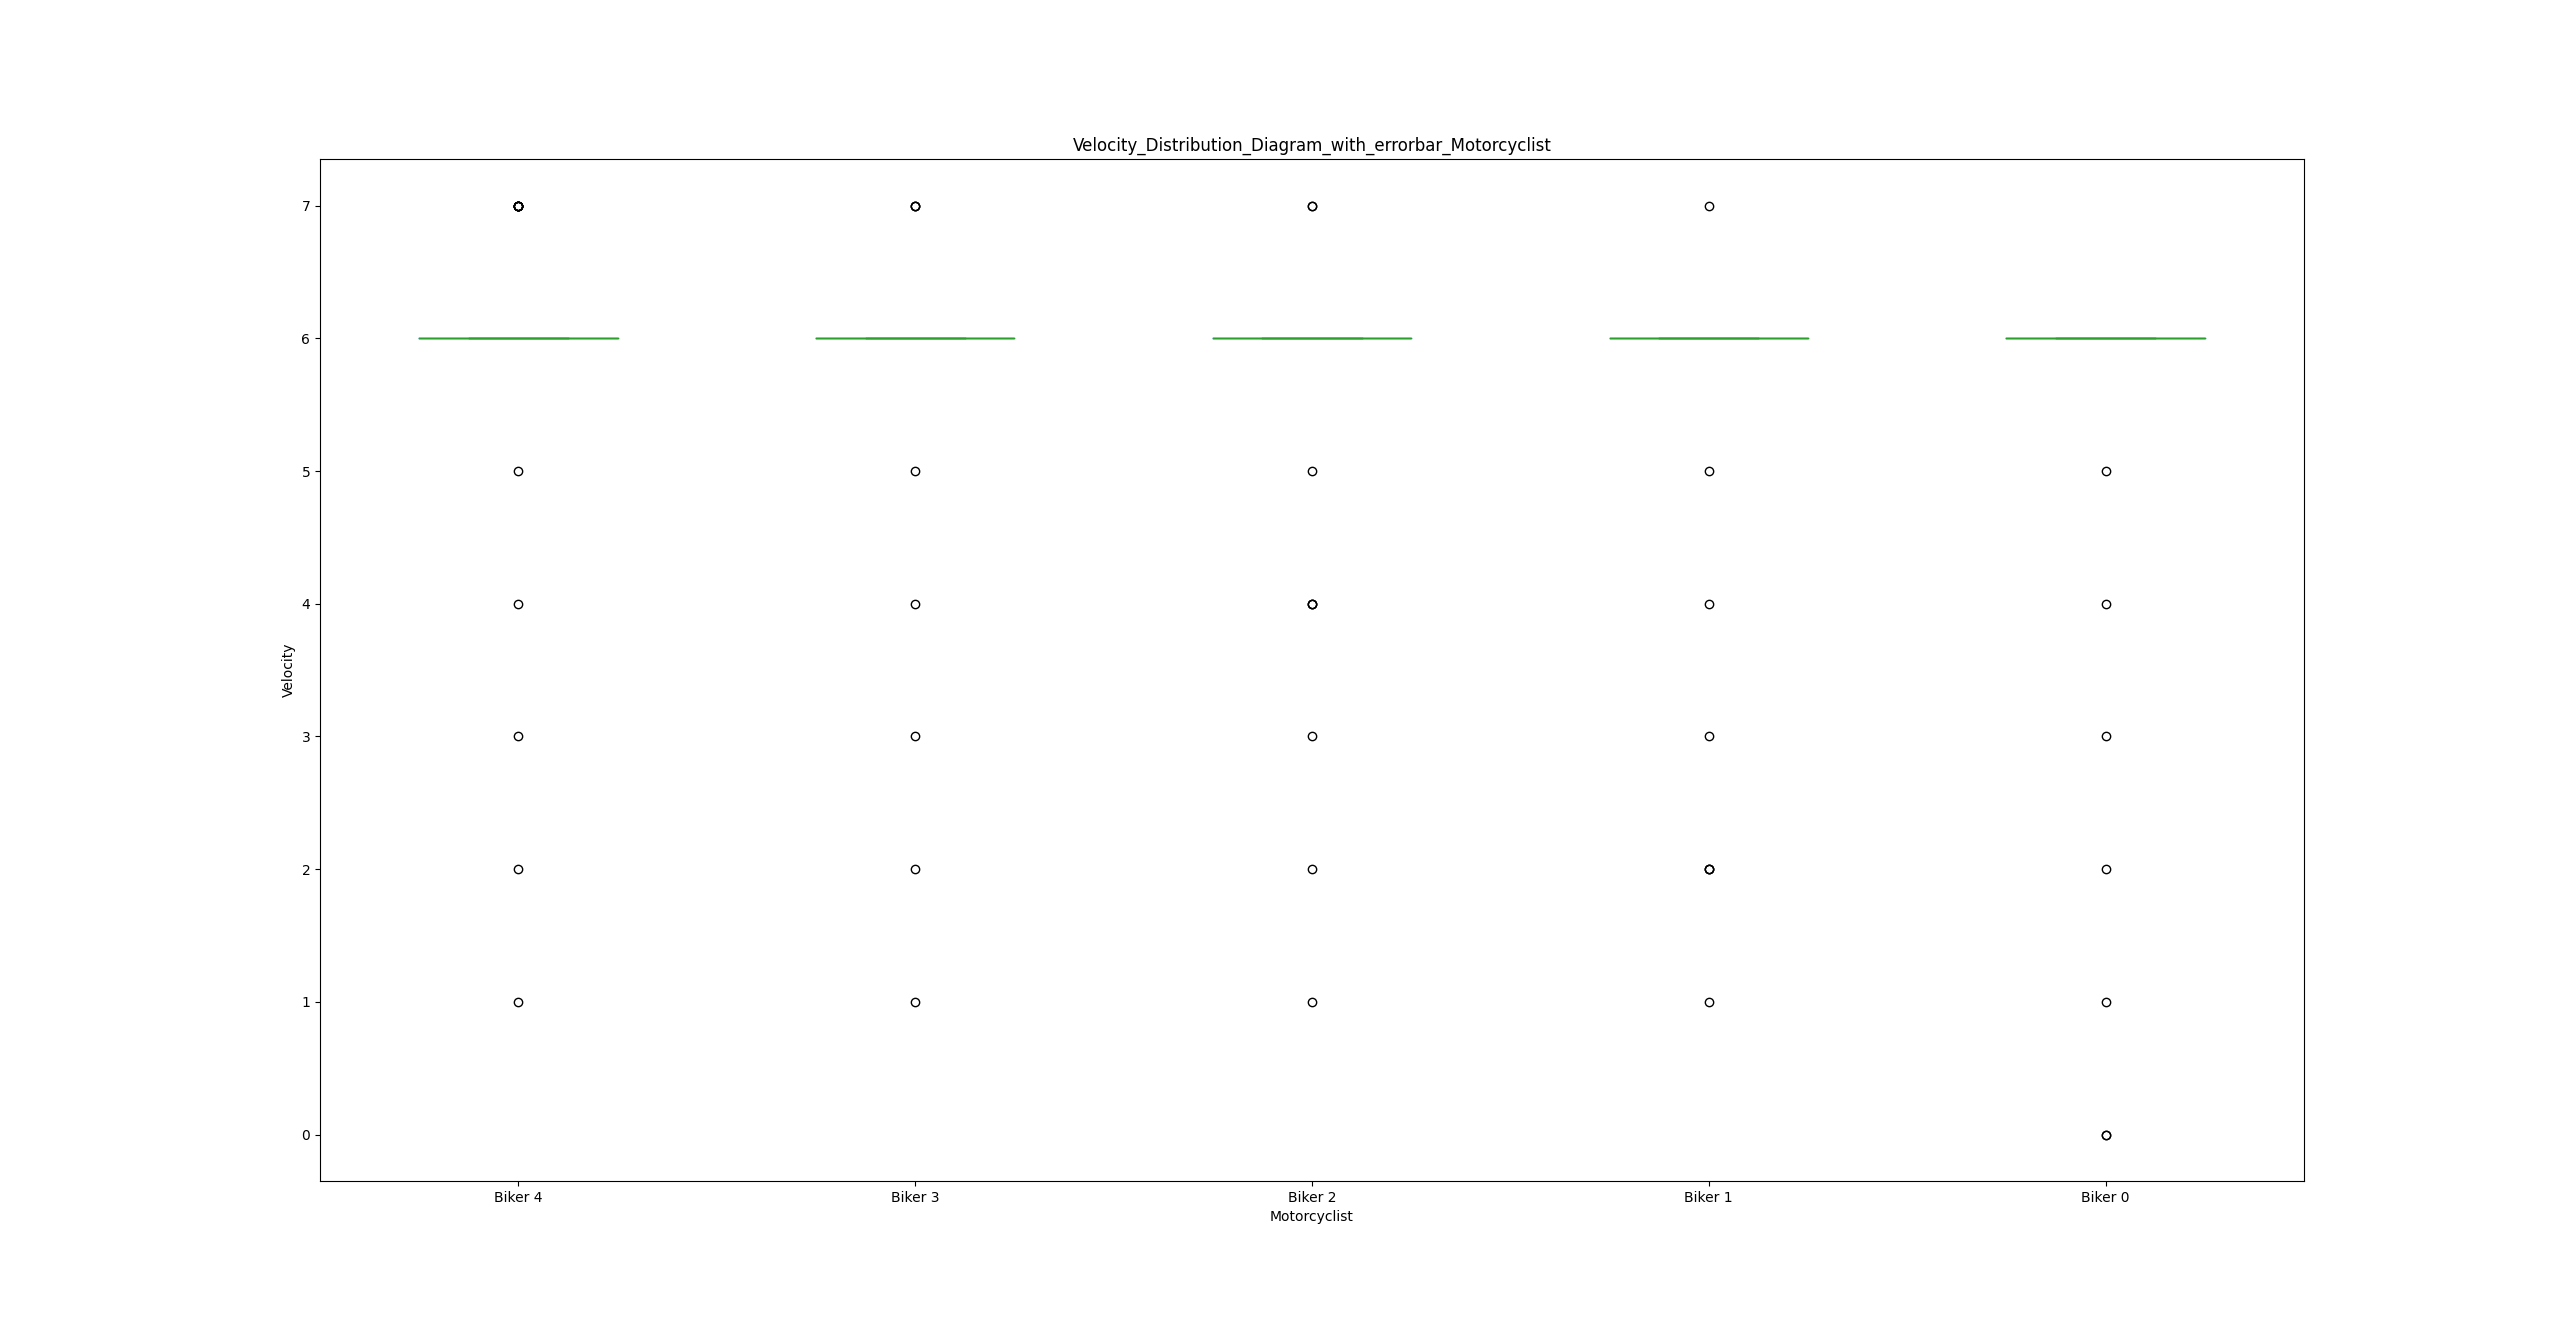 Velocity_Distribution_Diagram_with_errorbar_Motorcyclist
7
6
5
4
3
2
1
0
Velocity
Biker 4 Biker 3 Biker 2 Biker 1 Biker 0
Motorcyclist